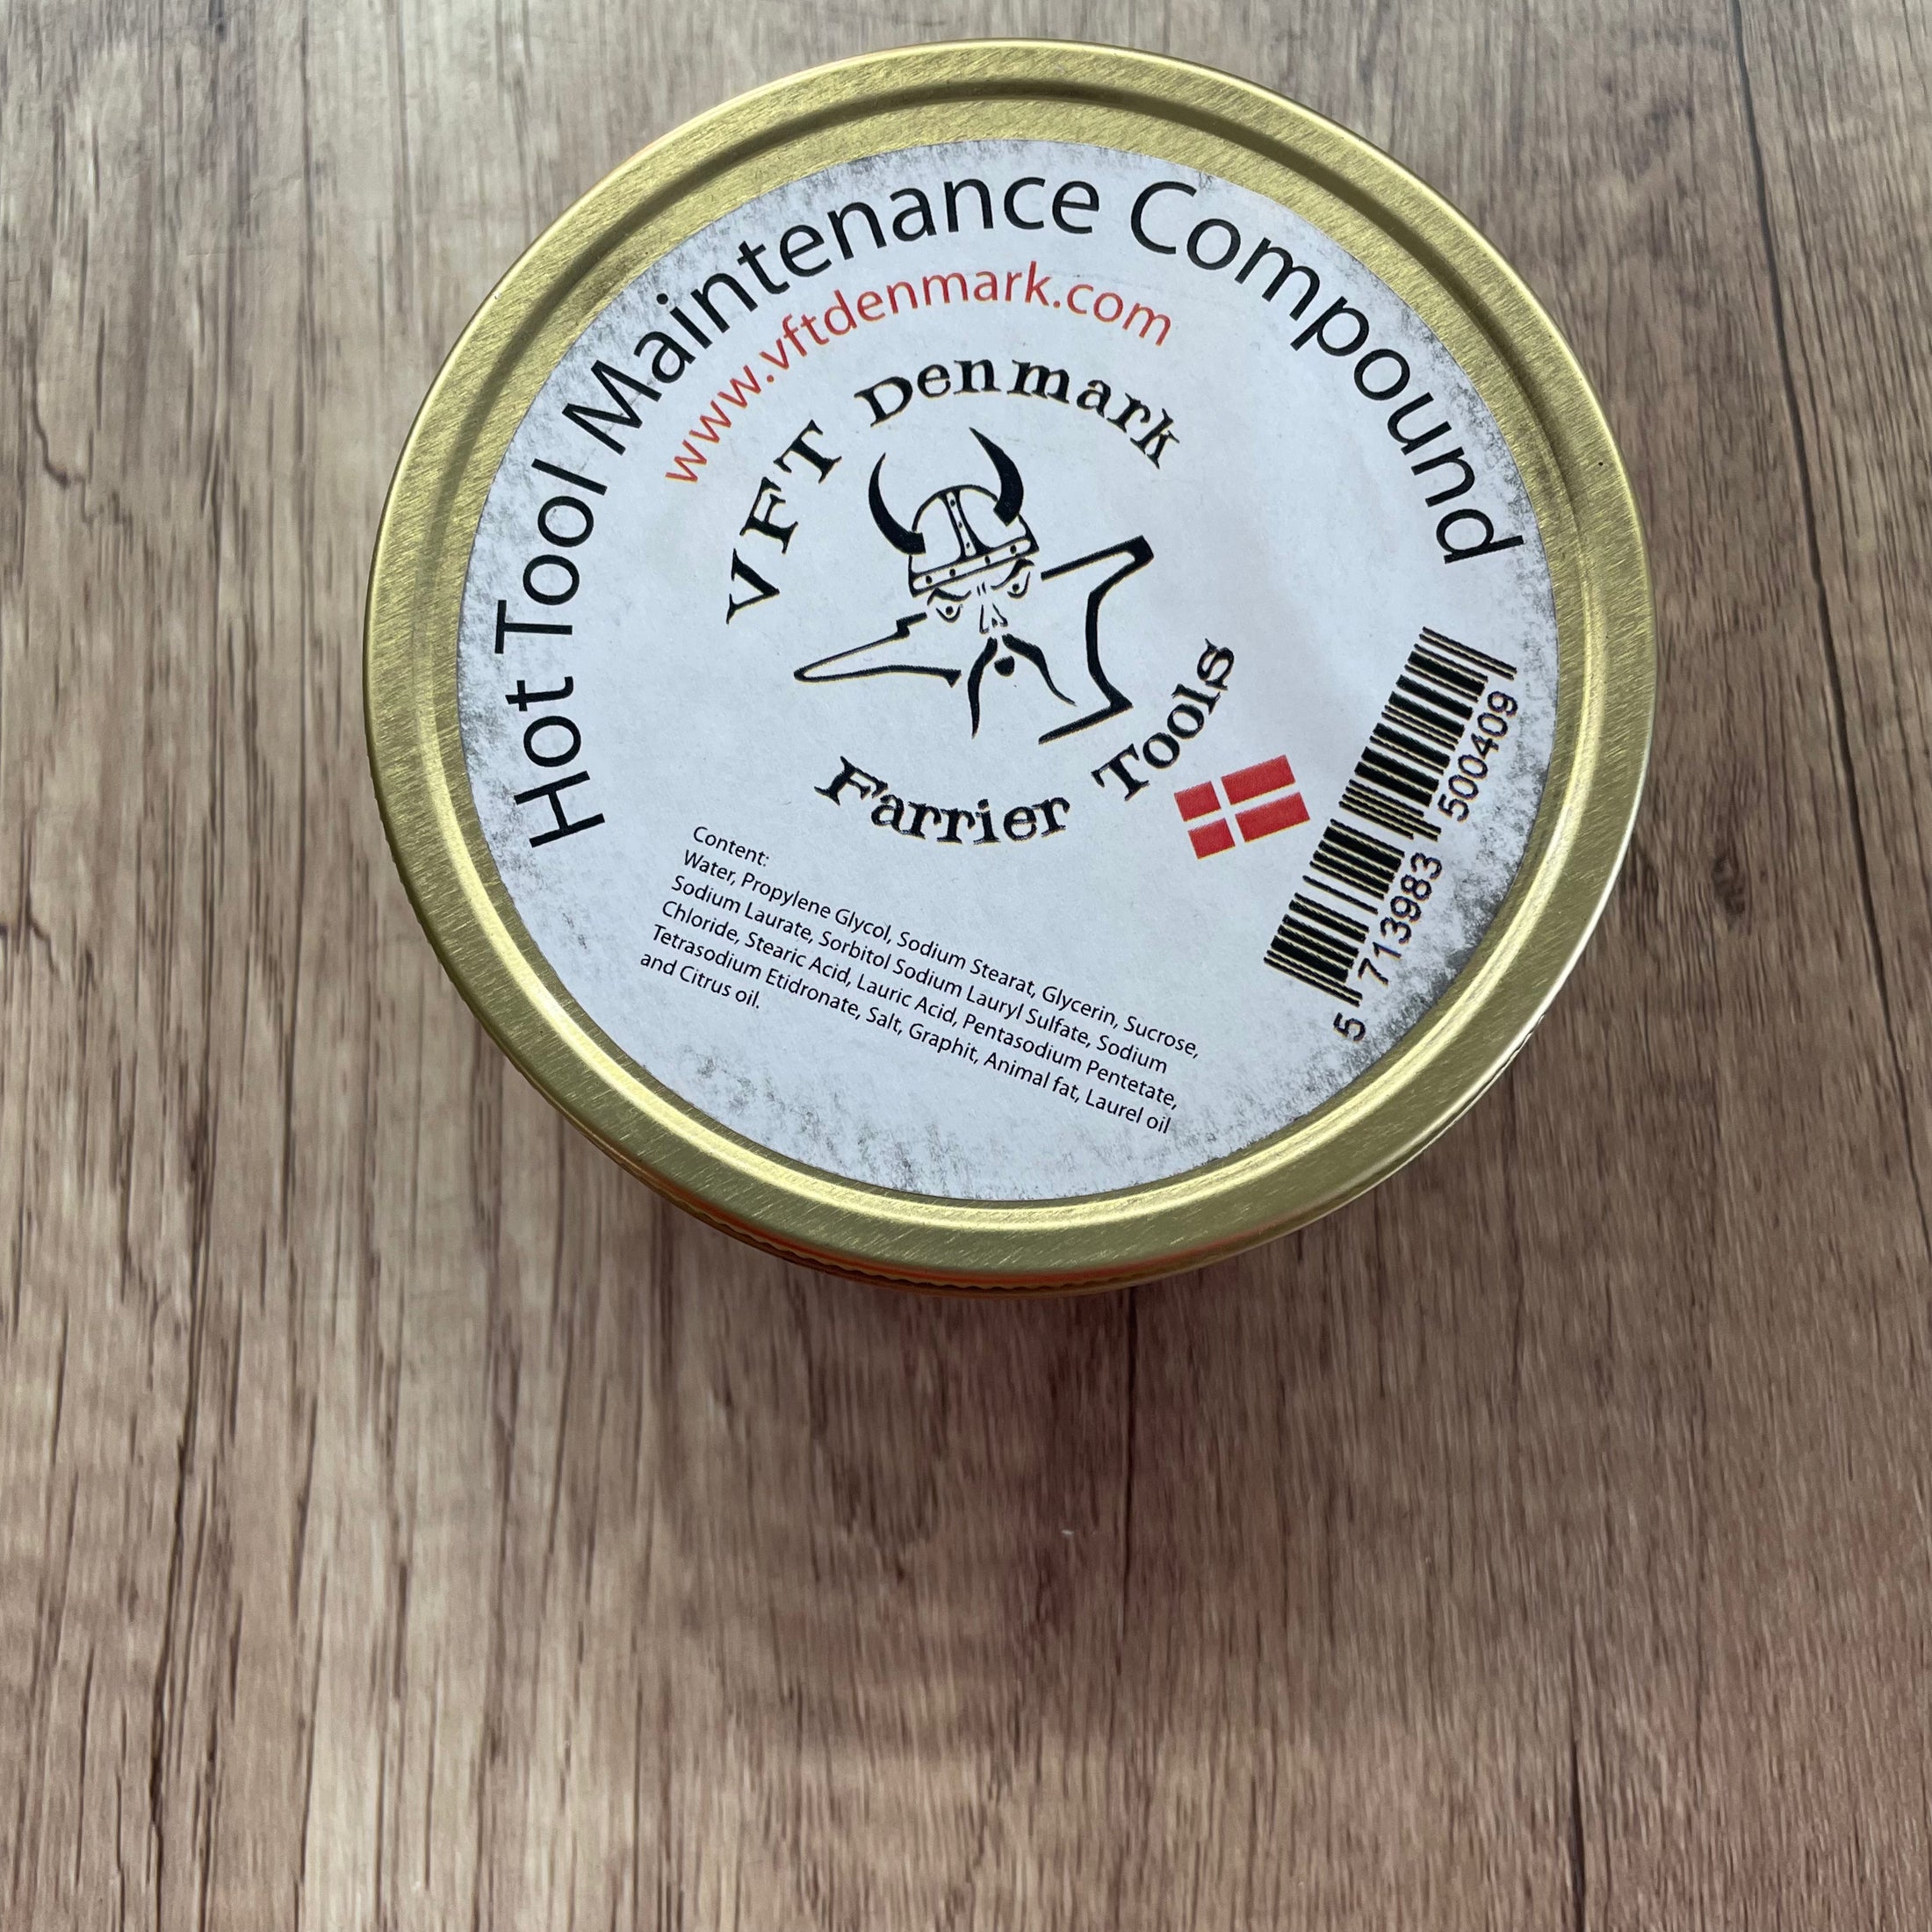 Hot Tool Maintenance Compound
www.vftdenmark.com
VFT Denmark
Farrier Tools
Content:
Water, Propylene Glycol, Sodium Stearat, Glycerin, Sucrose,
Sodium Laurate, Sorbitol Sodium Lauryl Sulfate, Sodium
Chloride, Stearic Acid, Lauric Acid, Pentasodium Pentetate,
Tetrasodium Etidronate, Salt, Graphit, Animal fat, Laurel oil
and Citrus oil.
5 713983 500409